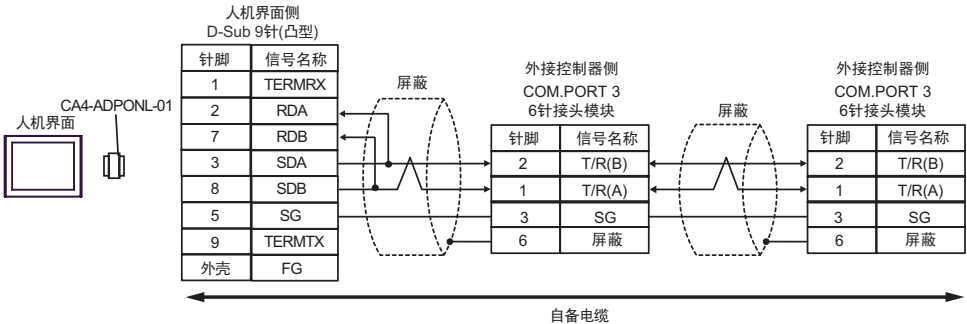 人机界面侧
D-Sub 9针(凸型)
针脚 信号名称
1 TERMRX
2 RDA
7 RDB
3 SDA
8 SDB
5 SG
9 TERMTX
外壳 FG
CA4-ADPONL-01
人机界面
屏蔽
外接控制器侧
COM.PORT 3
6针接头模块
针脚 信号名称
2 T/R(B)
1 T/R(A)
3 SG
6 屏蔽
屏蔽
外接控制器侧
COM.PORT 3
6针接头模块
针脚 信号名称
2 T/R(B)
1 T/R(A)
3 SG
6 屏蔽
自备电缆